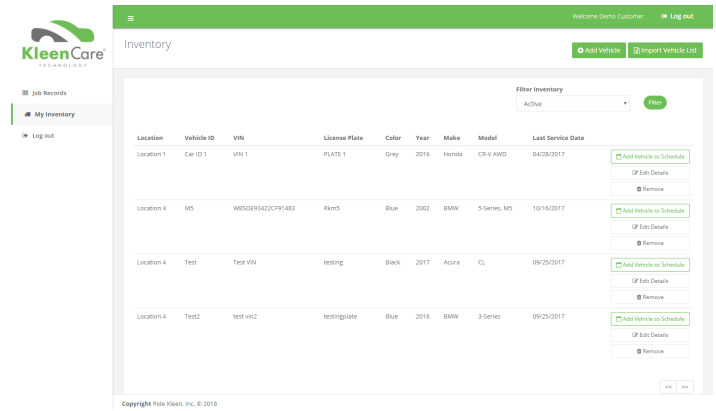 Welcome Demo Customer Log out
KleenCare®
TECHNOLOGY
Inventory
Add Vehicle Import Vehicle List
Job Records
My Inventory
Log out
Filter Inventory
Active Filter
Location Vehicle ID VIN License Plate Color Year Make Model Last Service Date
Location 1 Car ID 1 VIN 1 PLATE 1 Grey 2016 Honda CR-V AWD 04/28/2017 Add Vehicle to Schedule
Edit Details
Remove
Location 4 M5 WBSDE93422CF91483 Rkm5 Blue 2002 BMW 5-Series, M5 10/16/2017 Add Vehicle to Schedule
Edit Details
Remove
Location 4 Test Test VIN testing Black 2017 Acura CL 09/25/2017 Add Vehicle to Schedule
Edit Details
Remove
Location 4 Test2 test vin2 testingplate Blue 2016 BMW 3-Series 09/25/2017 Add Vehicle to Schedule
Edit Details
Remove
<< >>
Copyright Ride Kleen, Inc. © 2018